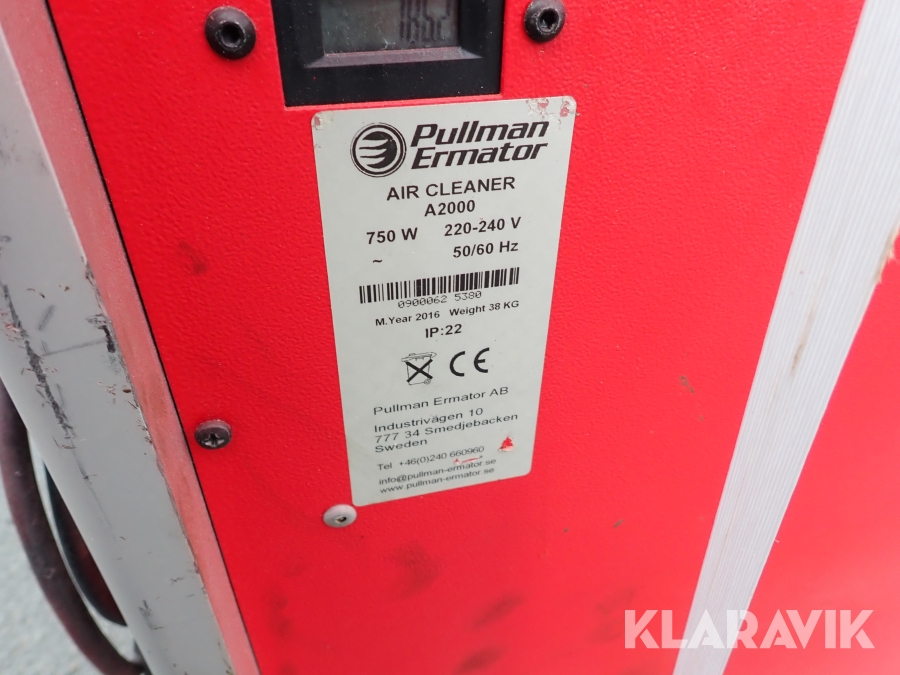 Pullman
Ermator
AIR CLEANER
A2000
750 W 220-240 V
~ 50/60 Hz
0900062 5380
M.Year 2016 Weight 38 KG
IP:22
CE
Pullman Ermator AB
Industrivägen 10
777 34 Smedjebacken
Sweden
Tel +46(0)240 660960
info@pullman-ermator.se
www.pullman-ermator.se
KLARAVIK